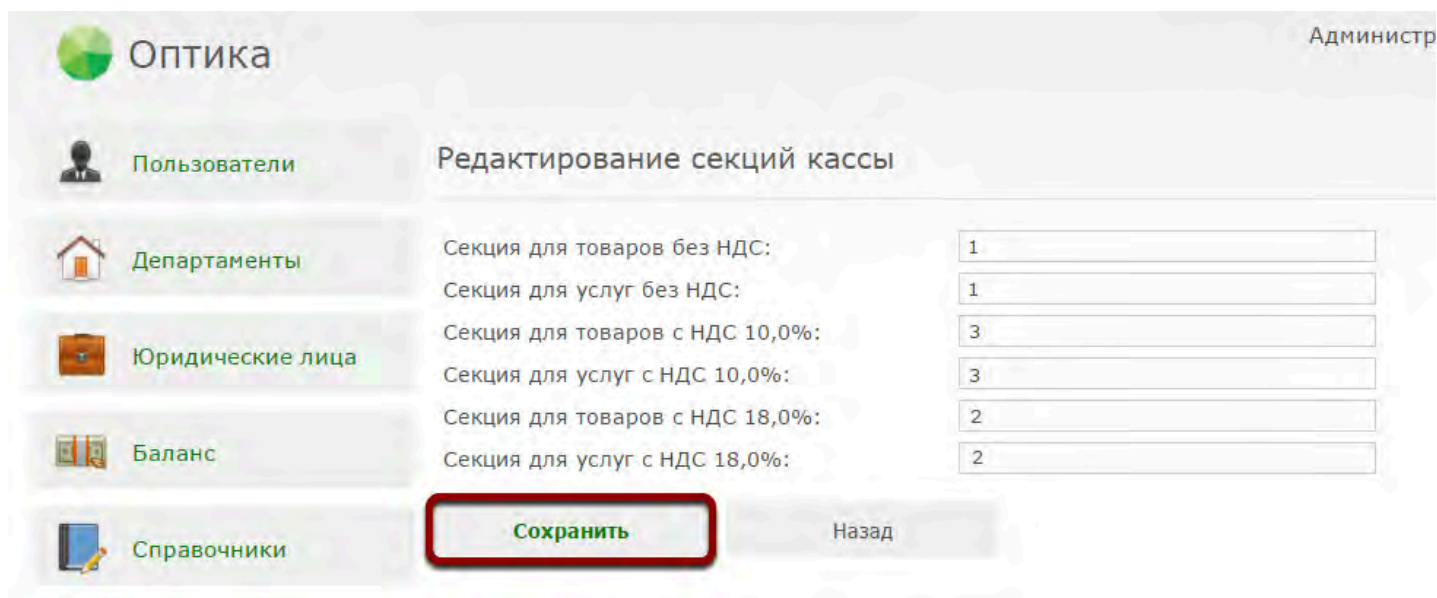 Оптика
Администр
Пользователи
Департаменты
Юридические лица
Баланс
Справочники
Редактирование секций кассы
Секция для товаров без НДС: 1
Секция для услуг без НДС: 1
Секция для товаров с НДС 10,0%: 3
Секция для услуг с НДС 10,0%: 3
Секция для товаров с НДС 18,0%: 2
Секция для услуг с НДС 18,0%: 2
Сохранить Назад